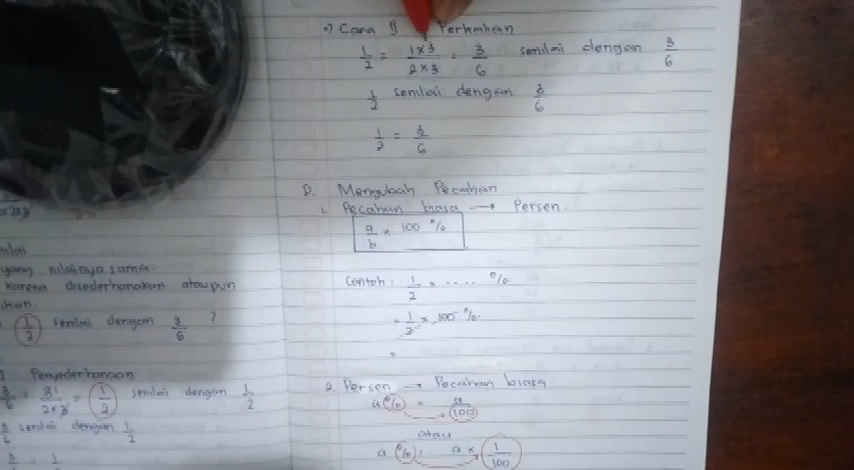 yang nilainya sama.
karena disederhanakan ataupun
1/2 senilai dengan 3/6 ?
Penyederhanaan
3/6 = 3/2×3 = 1/2 senilai dengan 1/2
3/6 senilai dengan 1/2
Cara II Perkalian
1/2 = 1×3/2×3 = 3/6 senilai dengan 3/6
1/2 senilai dengan 3/6
1/2 = 3/6
D. Mengubah Pecahan
1. Pecahan biasa → Persen.
a/b × 100 %
Contoh : 1/2 = .... %
= 1/2 × 100 %
=
2. Persen → Pecahan biasa
a % = a/100
atau
a % = a × 1/100